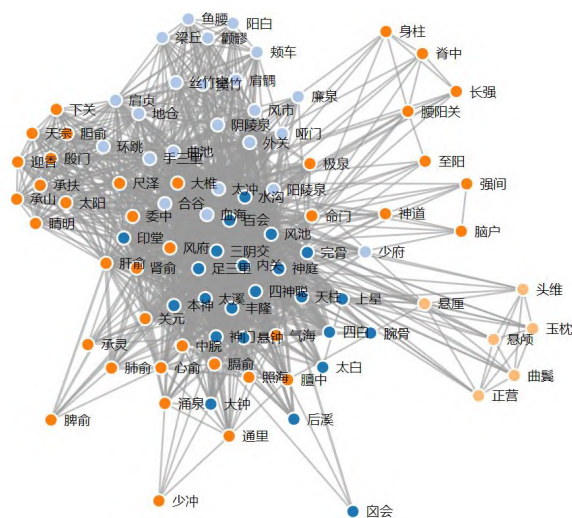 鱼腰
阳白
梁丘
颧髎
身柱
脊中
颊车
长强
丝竹空
肩髃
廉泉
肩贞
地仓
风市
腰阳关
下关
阴陵泉
哑门
天宗
胆俞
外关
环跳
曲池
手三里
迎香
殷门
极泉
至阳
承扶
尺泽
大椎
太冲
阳陵泉
水沟
强间
承山
太阳
合谷
委中
血海
百会
命门
神道
睛明
印堂
风池
脑户
风府
三阴交
完骨
少府
肝俞
肾俞
足三里
内关
神庭
头维
本神
太溪
四神聪
天柱
上星
悬厘
丰隆
关元
玉枕
神门
悬钟
气海
四白
腕骨
悬颅
承灵
中脘
肺俞
心俞
膈俞
照海
膻中
太白
曲鬓
正营
涌泉
大钟
脾俞
后溪
通里
少冲
囟会